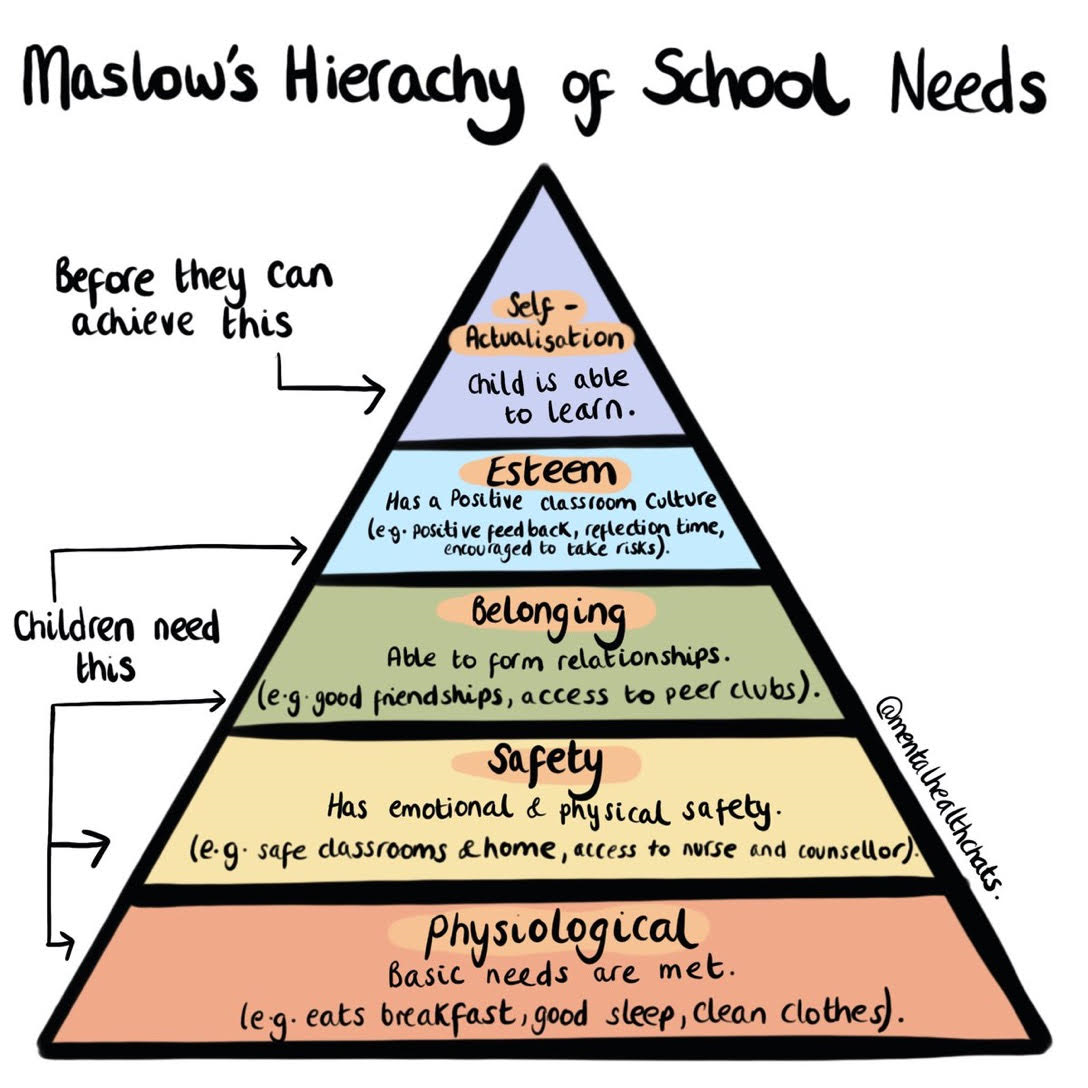 Maslow's Hierachy of School Needs
Before they can
achieve this
Self -
Actualisation
Child is able
to learn.
Esteem
Has a Positive classroom Culture
(e.g. positive feedback, reflection time,
encouraged to take risks).
Children need
this
Belonging
Able to form relationships.
(e.g. good friendships, access to peer clubs).
Safety
Has emotional & physical safety.
(e.g. safe classrooms & home, access to nurse and counsellor).
@mentalhealthchats.
Physiological
Basic needs are met.
(e.g. eats breakfast, good sleep, clean clothes).